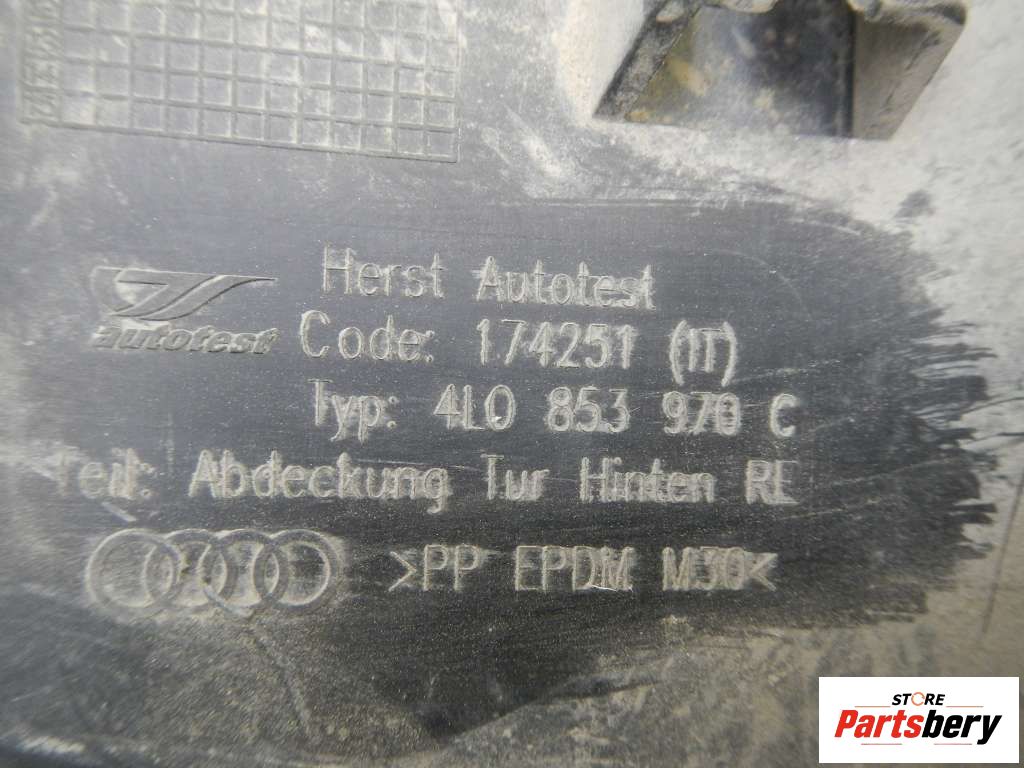 Herst Autotest
autotest
Code: 174251 (IT)
Typ: 4L0 853 970 C
Teil: Abdeckung Tur Hinten RE
>PP EPDM M30<
STORE
Partsbery